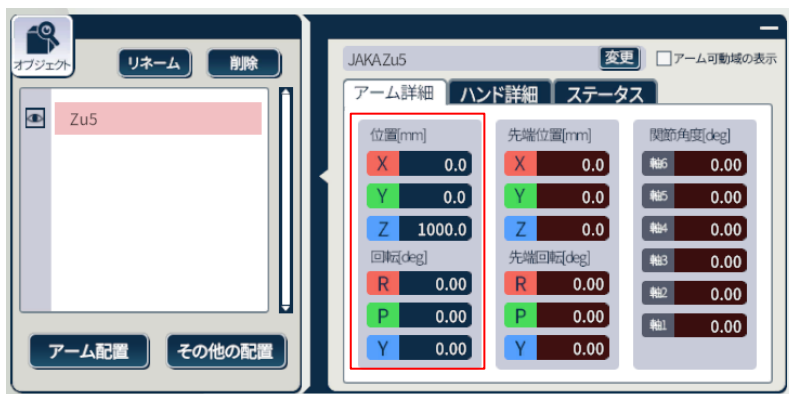 オブジェクト
リネーム
削除
Zu5
アーム配置
その他の配置
JAKA Zu5
変更
アーム可動域の表示
アーム詳細
ハンド詳細
ステータス
位置[mm]
X 0.0
Y 0.0
Z 1000.0
回転[deg]
R 0.00
P 0.00
Y 0.00
先端位置[mm]
X 0.0
Y 0.0
Z 0.0
先端回転[deg]
R 0.00
P 0.00
Y 0.00
関節角度[deg]
軸6 0.00
軸5 0.00
軸4 0.00
軸3 0.00
軸2 0.00
軸1 0.00